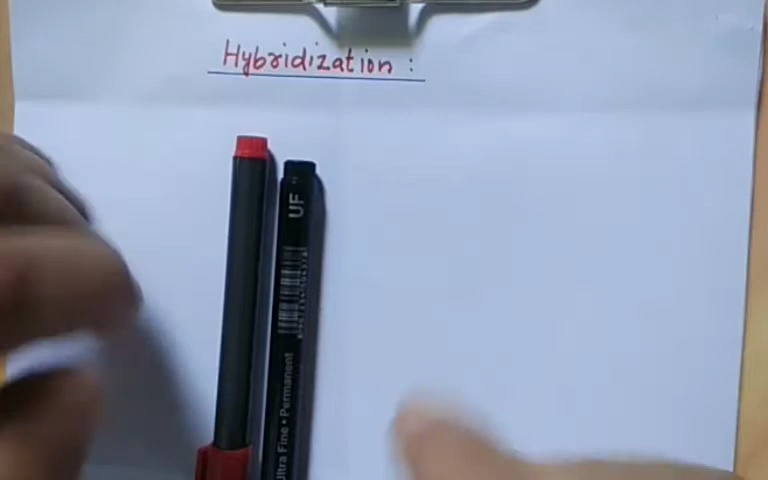 Hybridization :
UF
Ultra Fine • Permanent